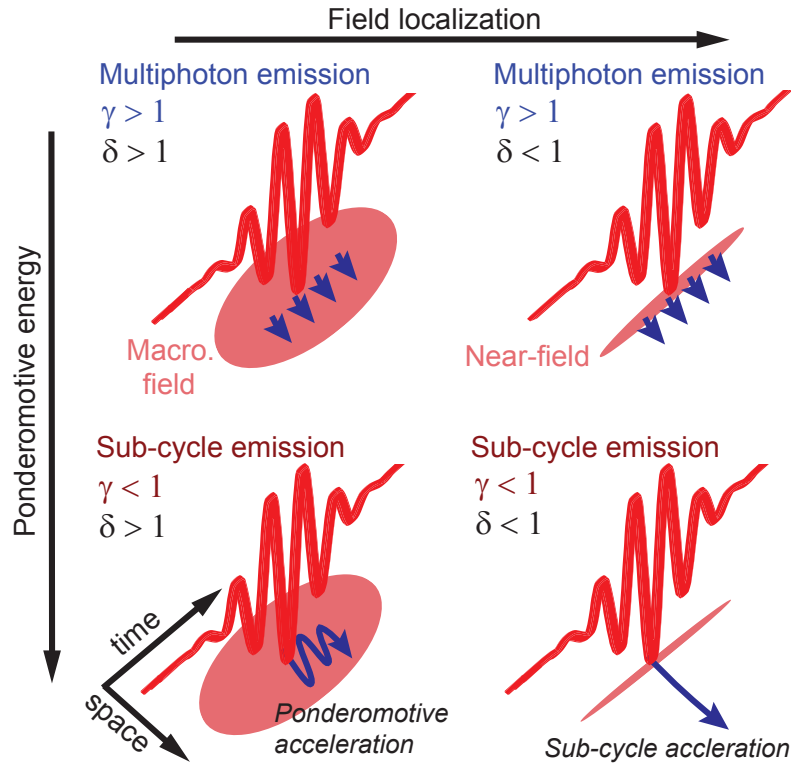 Field localization
Multiphoton emission
γ > 1
δ > 1
Multiphoton emission
γ > 1
δ < 1
Ponderomotive energy
Macro.
field
Near-field
Sub-cycle emission
γ < 1
δ > 1
Sub-cycle emission
γ < 1
δ < 1
time
space
Ponderomotive
acceleration
Sub-cycle accleration